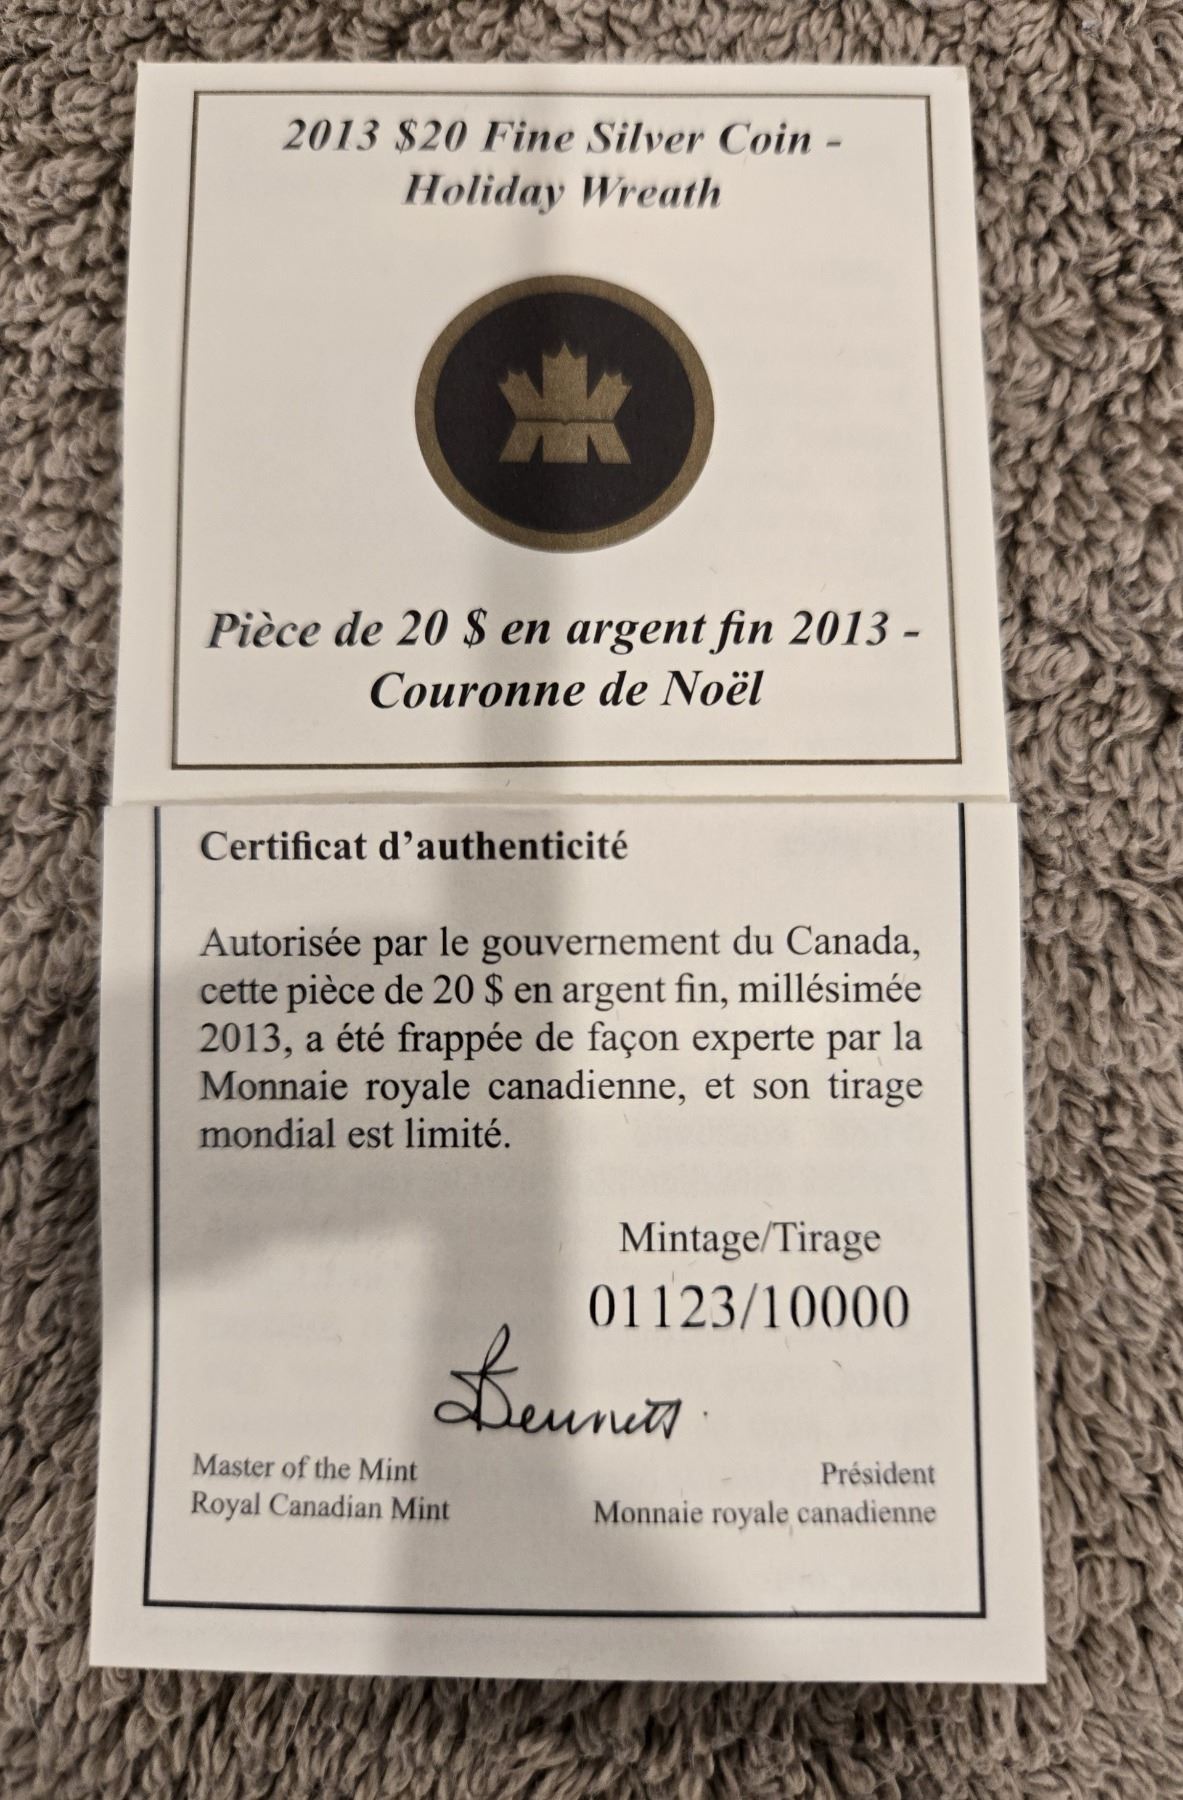 2013 $20 Fine Silver Coin -
Holiday Wreath
Pièce de 20 $ en argent fin 2013 -
Couronne de Noël
Certificat d’authenticité
Autorisée par le gouvernement du Canada,
cette pièce de 20 $ en argent fin, millésimée
2013, a été frappée de façon experte par la
Monnaie royale canadienne, et son tirage
mondial est limité.
Mintage/Tirage
01123/10000
Bennett
Master of the Mint
Royal Canadian Mint
Président
Monnaie royale canadienne